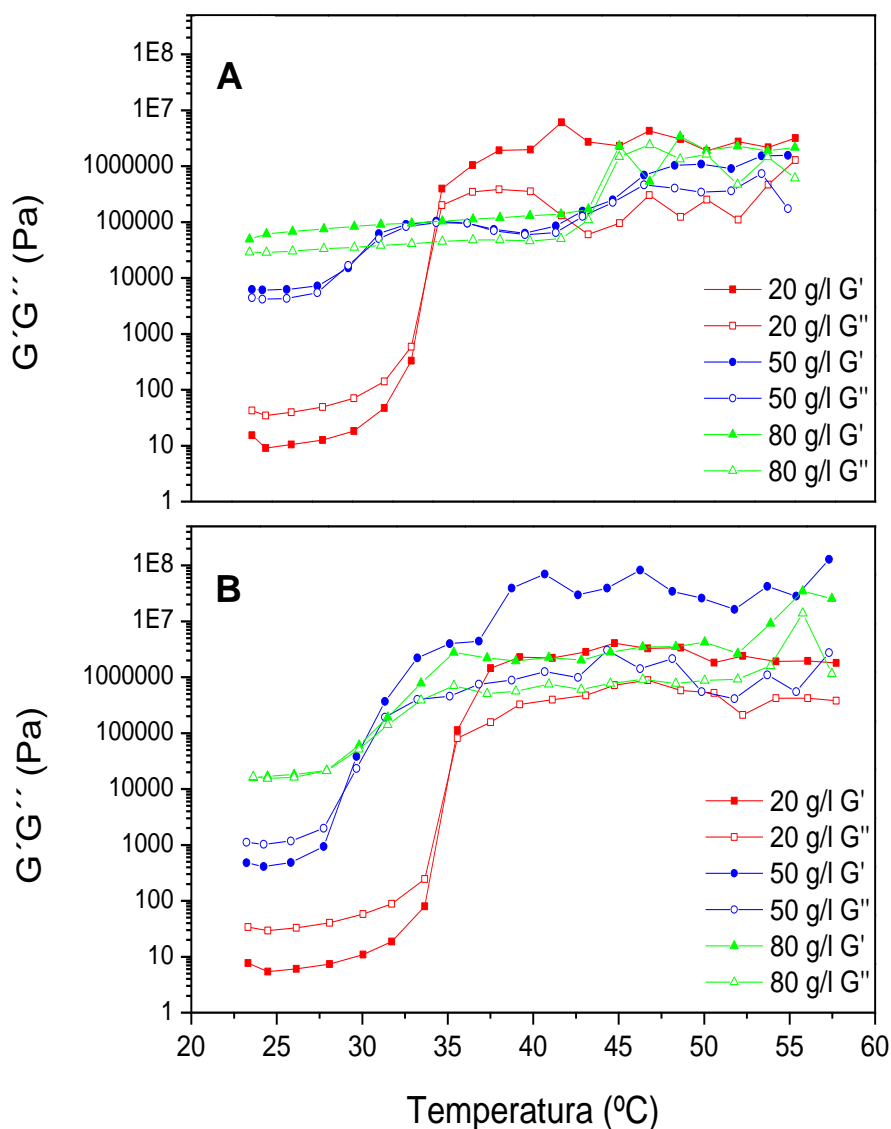 A
1E8
1E7
1000000
100000
10000
1000
100
10
1
G´G´´ (Pa)
20 g/l G'
20 g/l G"
50 g/l G'
50 g/l G"
80 g/l G'
80 g/l G"
B
1E8
1E7
1000000
100000
10000
1000
100
10
1
G´G´´ (Pa)
20 g/l G'
20 g/l G"
50 g/l G'
50 g/l G"
80 g/l G'
80 g/l G"
20 25 30 35 40 45 50 55 60
Temperatura (ºC)